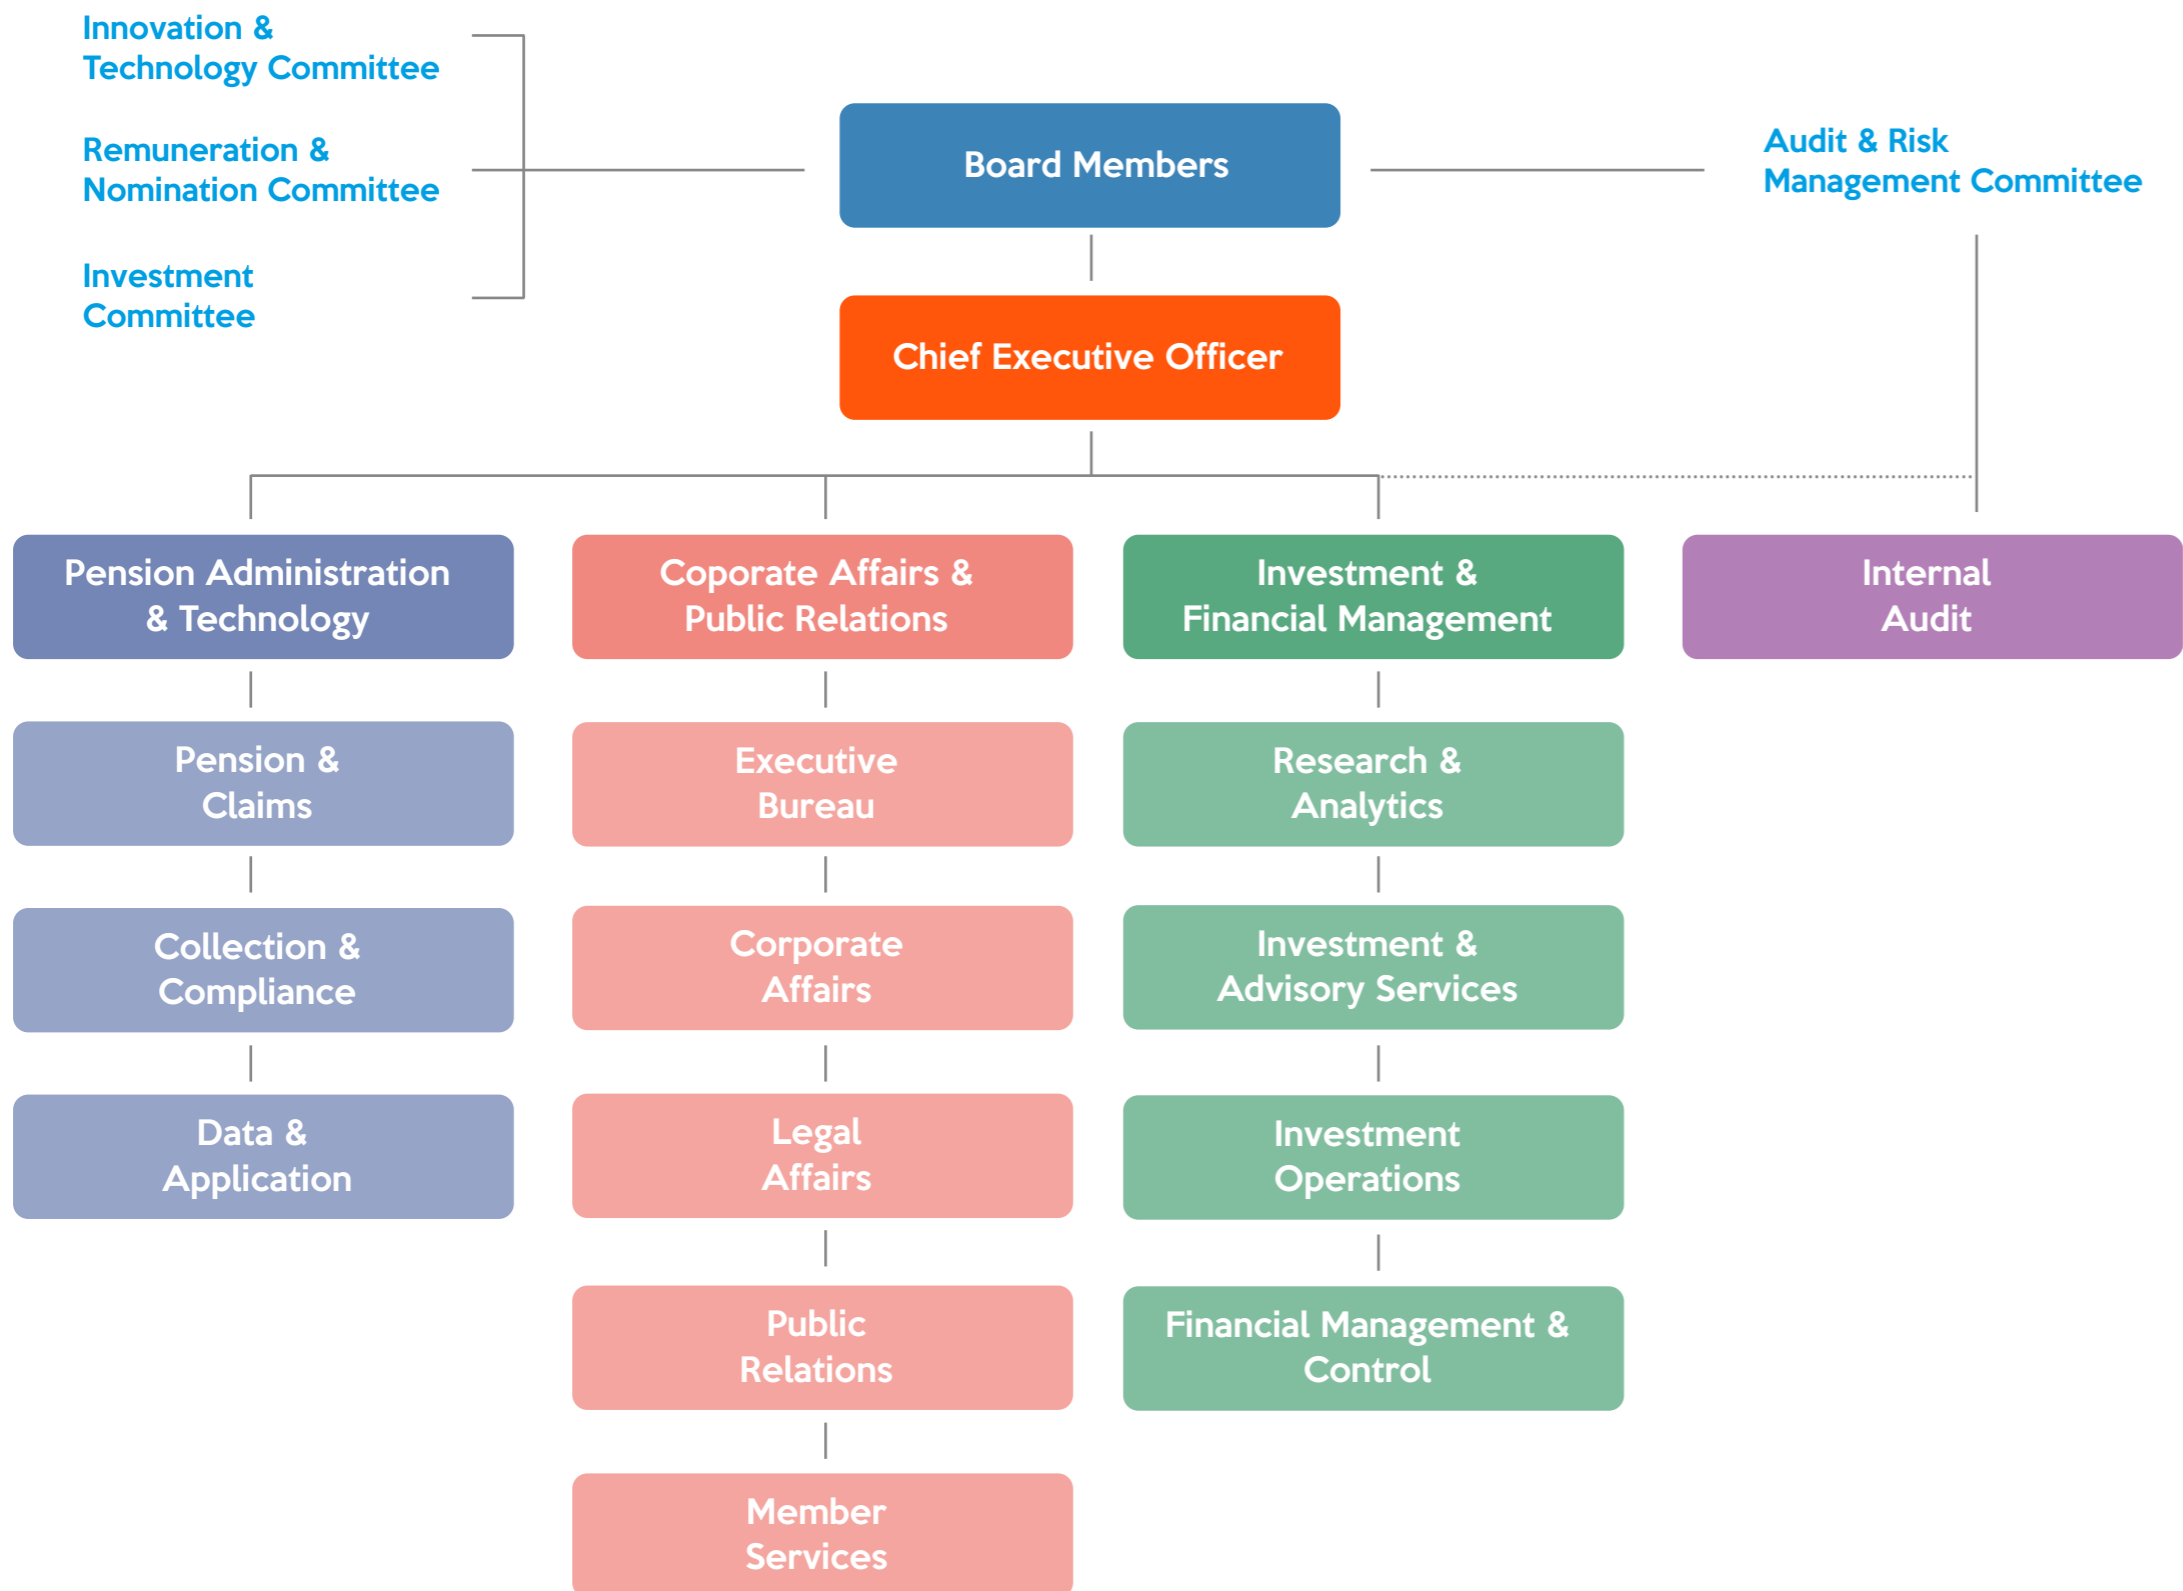 Innovation &
Technology Committee
Remuneration &
Nomination Committee
Investment
Committee
Board Members
Audit & Risk
Management Committee
Chief Executive Officer
Pension Administration
& Technology
Coporate Affairs &
Public Relations
Investment &
Financial Management
Internal
Audit
Pension &
Claims
Executive
Bureau
Research &
Analytics
Collection &
Compliance
Corporate
Affairs
Investment &
Advisory Services
Data &
Application
Legal
Affairs
Investment
Operations
Public
Relations
Financial Management &
Control
Member
Services